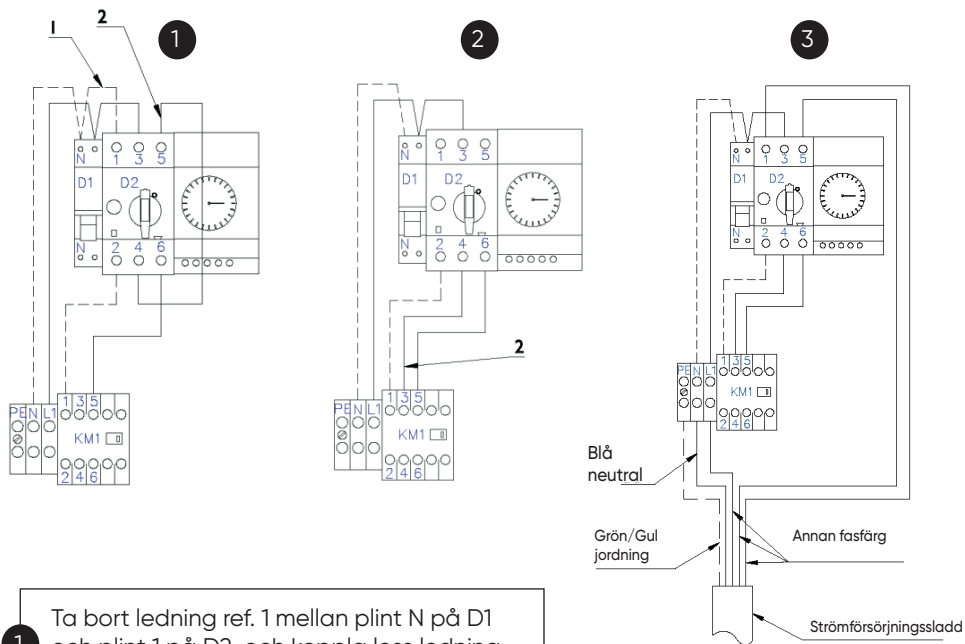 1
2
1
2
3
N 1 3 5
D1 D2
N 2 4 6
1 3 5
PE N L1
KM1
2 4 6
N 1 3 5
D1 D2
N 2 4 6
2
1 3 5
PE N L1
KM1
2 4 6
N 1 3 5
D1 D2
N 2 4 6
1 3 5
PE N L1
KM1
2 4 6
Blå
neutral
Grön/Gul
jordning
Annan fasfärg
Strömförsörjningssladd
1
Ta bort ledning ref. 1 mellan plint N på D1
och plint 1 på D2, och koppla loss ledning